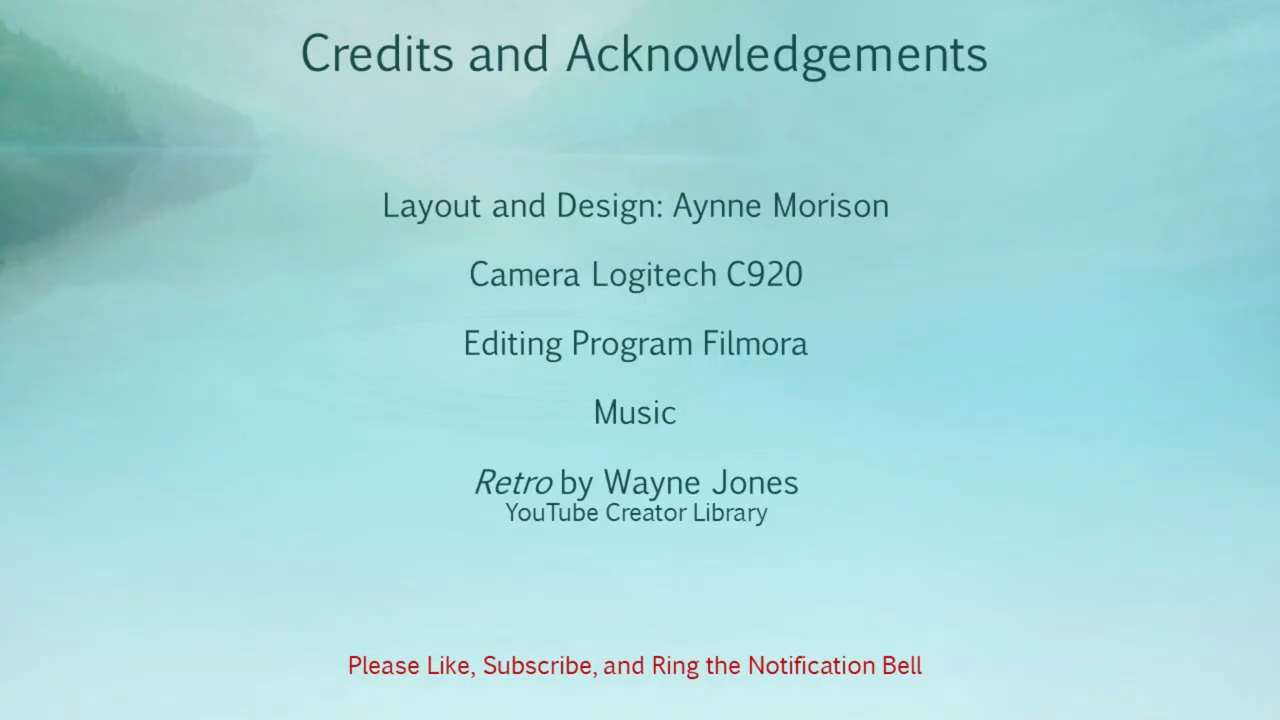 Credits and Acknowledgements
Layout and Design: Aynne Morison
Camera Logitech C920
Editing Program Filmora
Music
Retro by Wayne Jones
YouTube Creator Library
Please Like, Subscribe, and Ring the Notification Bell